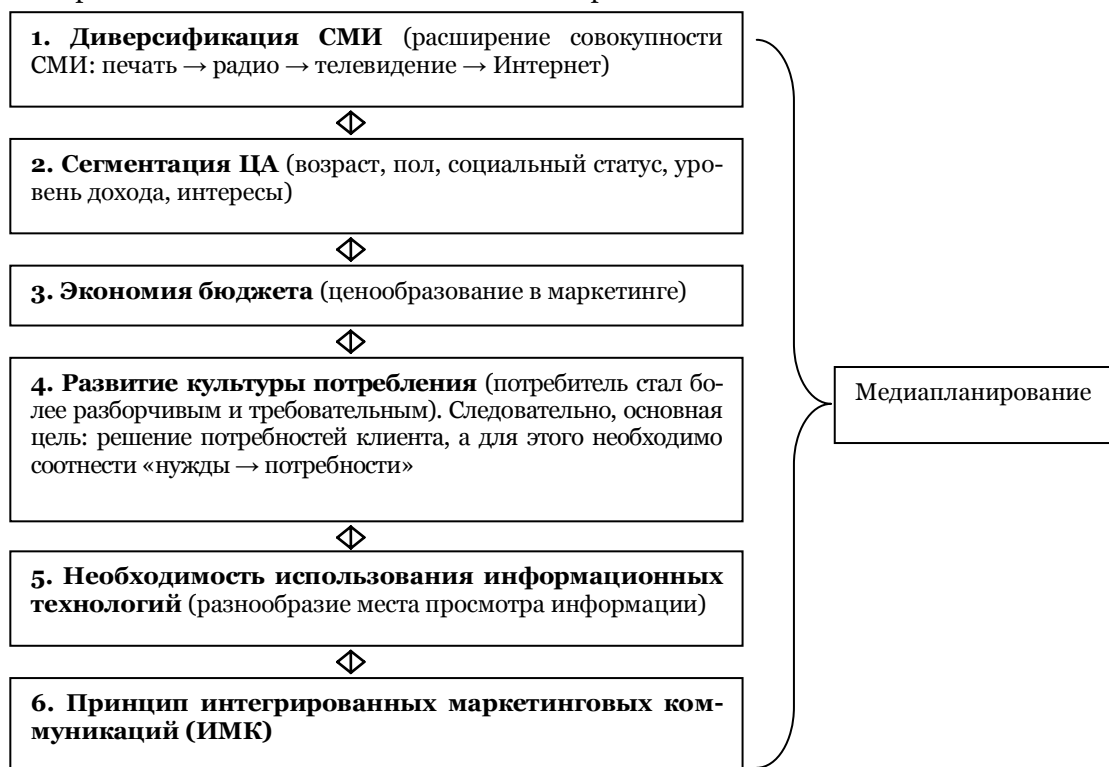 1. Диверсификация СМИ (расширение совокупности
СМИ: печать → радио → телевидение → Интернет)
2. Сегментация ЦА (возраст, пол, социальный статус, уро-
вень дохода, интересы)
3. Экономия бюджета (ценообразование в маркетинге)
4. Развитие культуры потребления (потребитель стал бо-
лее разборчивым и требовательным). Следовательно, основная
цель: решение потребностей клиента, а для этого необходимо
соотнести «нужды → потребности»
5. Необходимость использования информационных
технологий (разнообразие места просмотра информации)
6. Принцип интегрированных маркетинговых ком-
муникаций (ИМК)
Медиапланирование